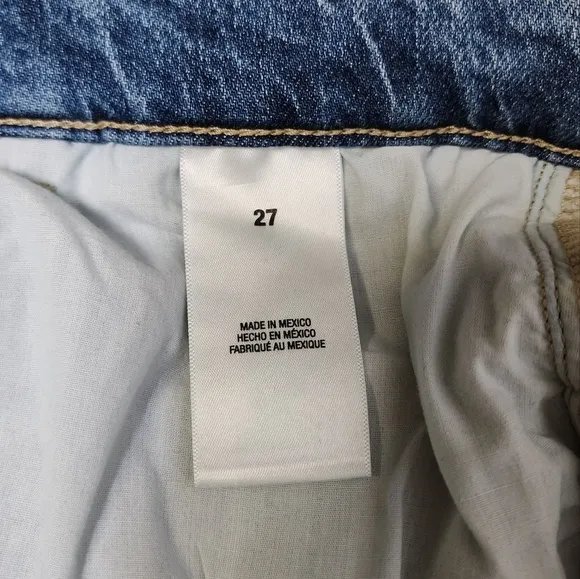 27
MADE IN MEXICO
HECHO EN MÉXICO
FABRIQUÉ AU MEXIQUE